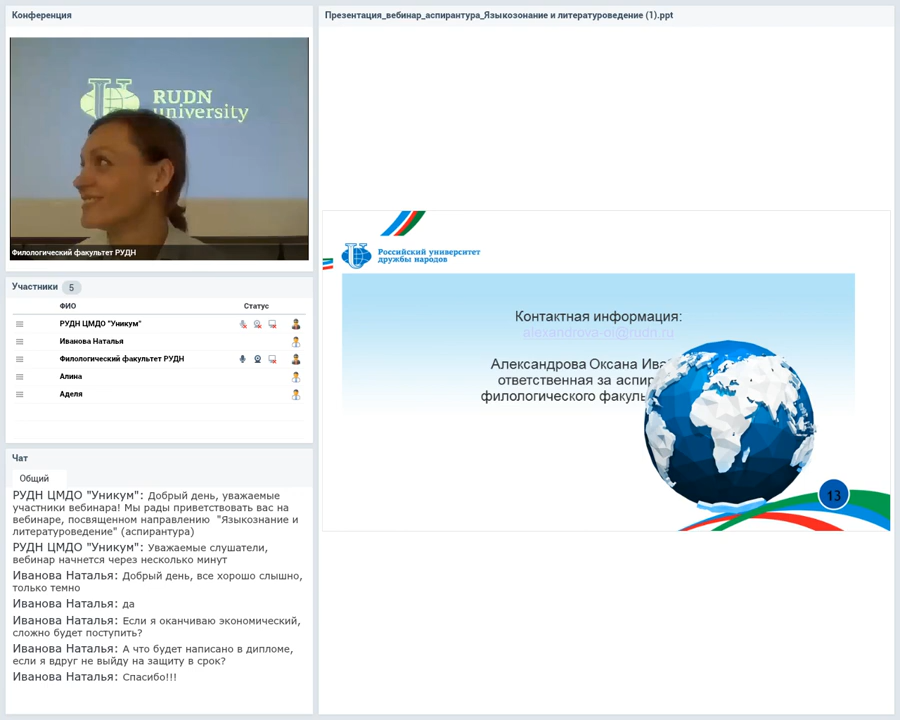 Конференция
RUDN
university
Филологический факультет РУДН
Участники 5
ФИО Статус
РУДН ЦМДО "Уникум"
Иванова Наталья
Филологический факультет РУДН
Алина
Аделя
Чат
Общий
РУДН ЦМДО "Уникум": Добрый день, уважаемые
участники вебинара! Мы рады приветствовать вас на
вебинаре, посвященном направлению "Языкознание и
литературоведение" (аспирантура)
РУДН ЦМДО "Уникум": Уважаемые слушатели,
вебинар начнется через несколько минут
Иванова Наталья: Добрый день, все хорошо слышно,
только темно
Иванова Наталья: да
Иванова Наталья: Если я оканчиваю экономический,
сложно будет поступить?
Иванова Наталья: А что будет написано в дипломе,
если я вдруг не выйду на защиту в срок?
Иванова Наталья: Спасибо!!!
Презентация_вебинар_аспирантура_Языкозонание и литературоведение (1).ppt
Российский университет
дружбы народов
Контактная информация:
alexandrova-oi@rudn.ru
Александрова Оксана Ива
ответственная за аспир
филологического факуль
13